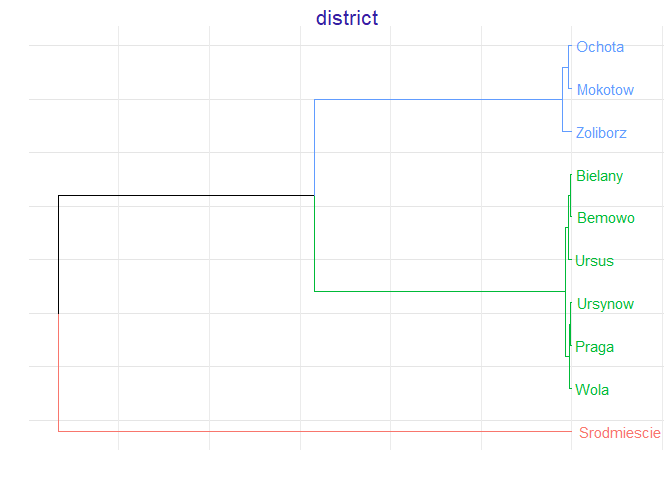 district
Ochota
Mokotow
Zoliborz
Bielany
Bemowo
Ursus
Ursynow
Praga
Wola
Srodmiescie